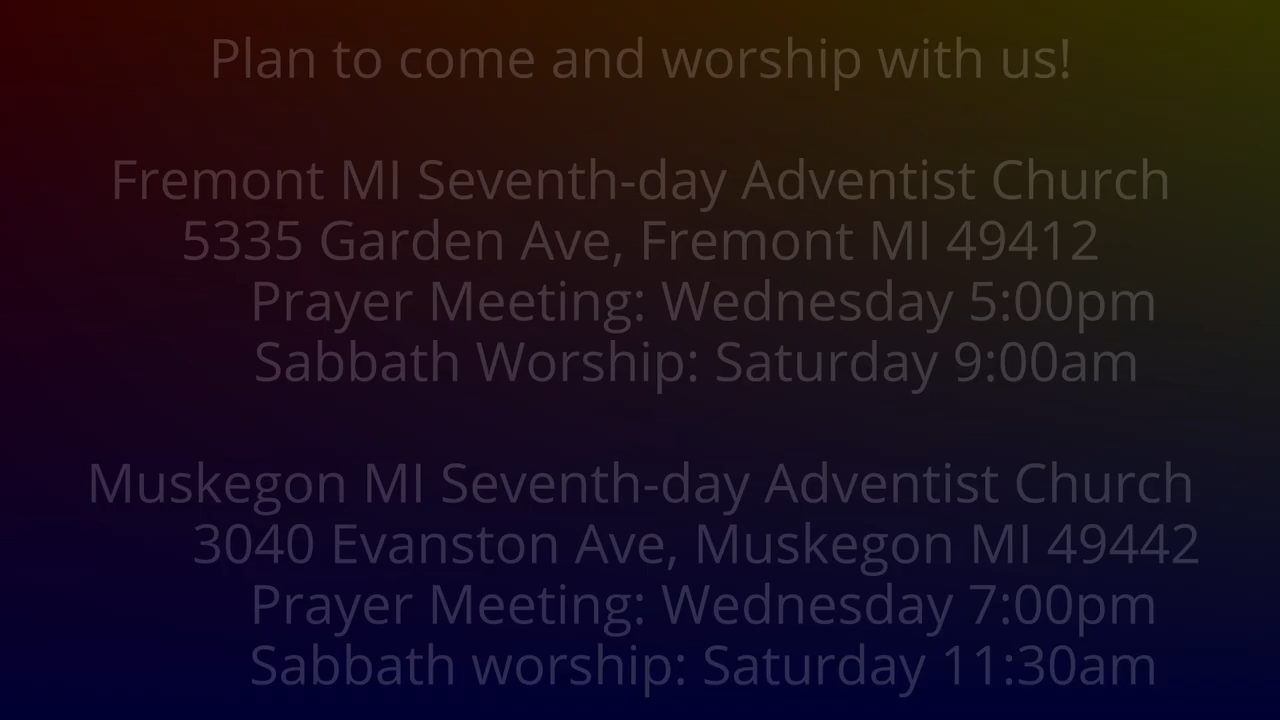 Plan to come and worship with us!
Fremont MI Seventh-day Adventist Church
5335 Garden Ave, Fremont MI 49412
Prayer Meeting: Wednesday 5:00pm
Sabbath Worship: Saturday 9:00am
Muskegon MI Seventh-day Adventist Church
3040 Evanston Ave, Muskegon MI 49442
Prayer Meeting: Wednesday 7:00pm
Sabbath worship: Saturday 11:30am